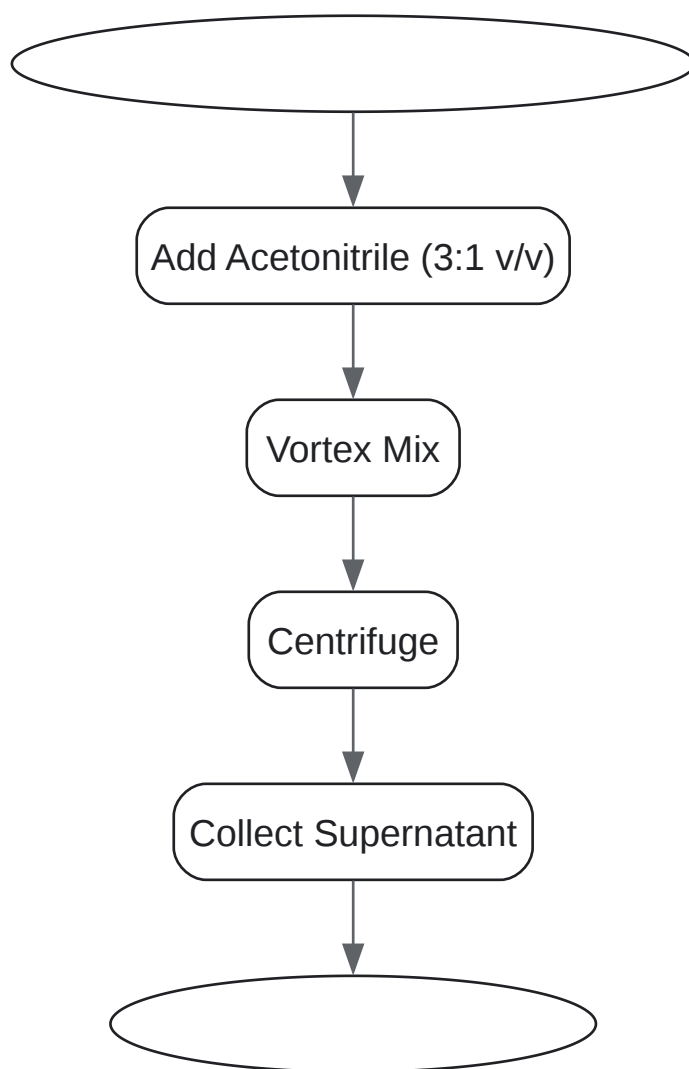 Add Acetonitrile (3:1 v/v)
Vortex Mix
Centrifuge
Collect Supernatant